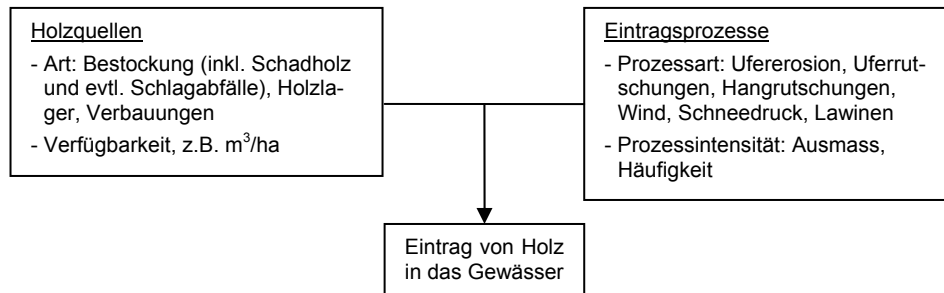 Holzquellen
- Art: Bestockung (inkl. Schadholz
und evtl. Schlagabfälle), Holzla-
ger, Verbauungen
- Verfügbarkeit, z.B. m³/ha
Eintragsprozesse
- Prozessart: Ufererosion, Uferrut-
schungen, Hangrutschungen,
Wind, Schneedruck, Lawinen
- Prozessintensität: Ausmass,
Häufigkeit
Eintrag von Holz
in das Gewässer